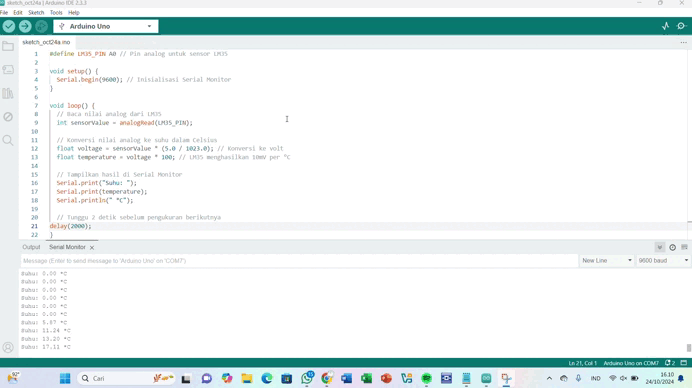 sketch_oct24a | Arduino IDE 2.3.3
File Edit Sketch Tools Help
Arduino Uno
sketch_oct24a.ino
1 #define LM35_PIN A0 // Pin analog untuk sensor LM35
2
3 void setup() {
4 Serial.begin(9600); // Inisialisasi Serial Monitor
5 }
6
7 void loop() {
8 // Baca nilai analog dari LM35
9 int sensorValue = analogRead(LM35_PIN);
10
11 // Konversi nilai analog ke suhu dalam Celsius
12 float voltage = sensorValue * (5.0 / 1023.0); // Konversi ke volt
13 float temperature = voltage * 100; // LM35 menghasilkan 10mV per °C
14
15 // Tampilkan hasil di Serial Monitor
16 Serial.print("Suhu: ");
17 Serial.print(temperature);
18 Serial.println(" °C");
19
20 // Tunggu 2 detik sebelum pengukuran berikutnya
21 delay(2000);
22 }
Output Serial Monitor
Message (Enter to send message to 'Arduino Uno' on 'COM7') New Line 9600 baud
Suhu: 0.00 °C
Suhu: 0.00 °C
Suhu: 0.00 °C
Suhu: 0.00 °C
Suhu: 0.00 °C
Suhu: 0.00 °C
Suhu: 5.87 °C
Suhu: 11.24 °C
Suhu: 13.20 °C
Suhu: 17.11 °C
Ln 21, Col 1 Arduino Uno on COM7 2
92° Cari IND 16.10
24/10/2024